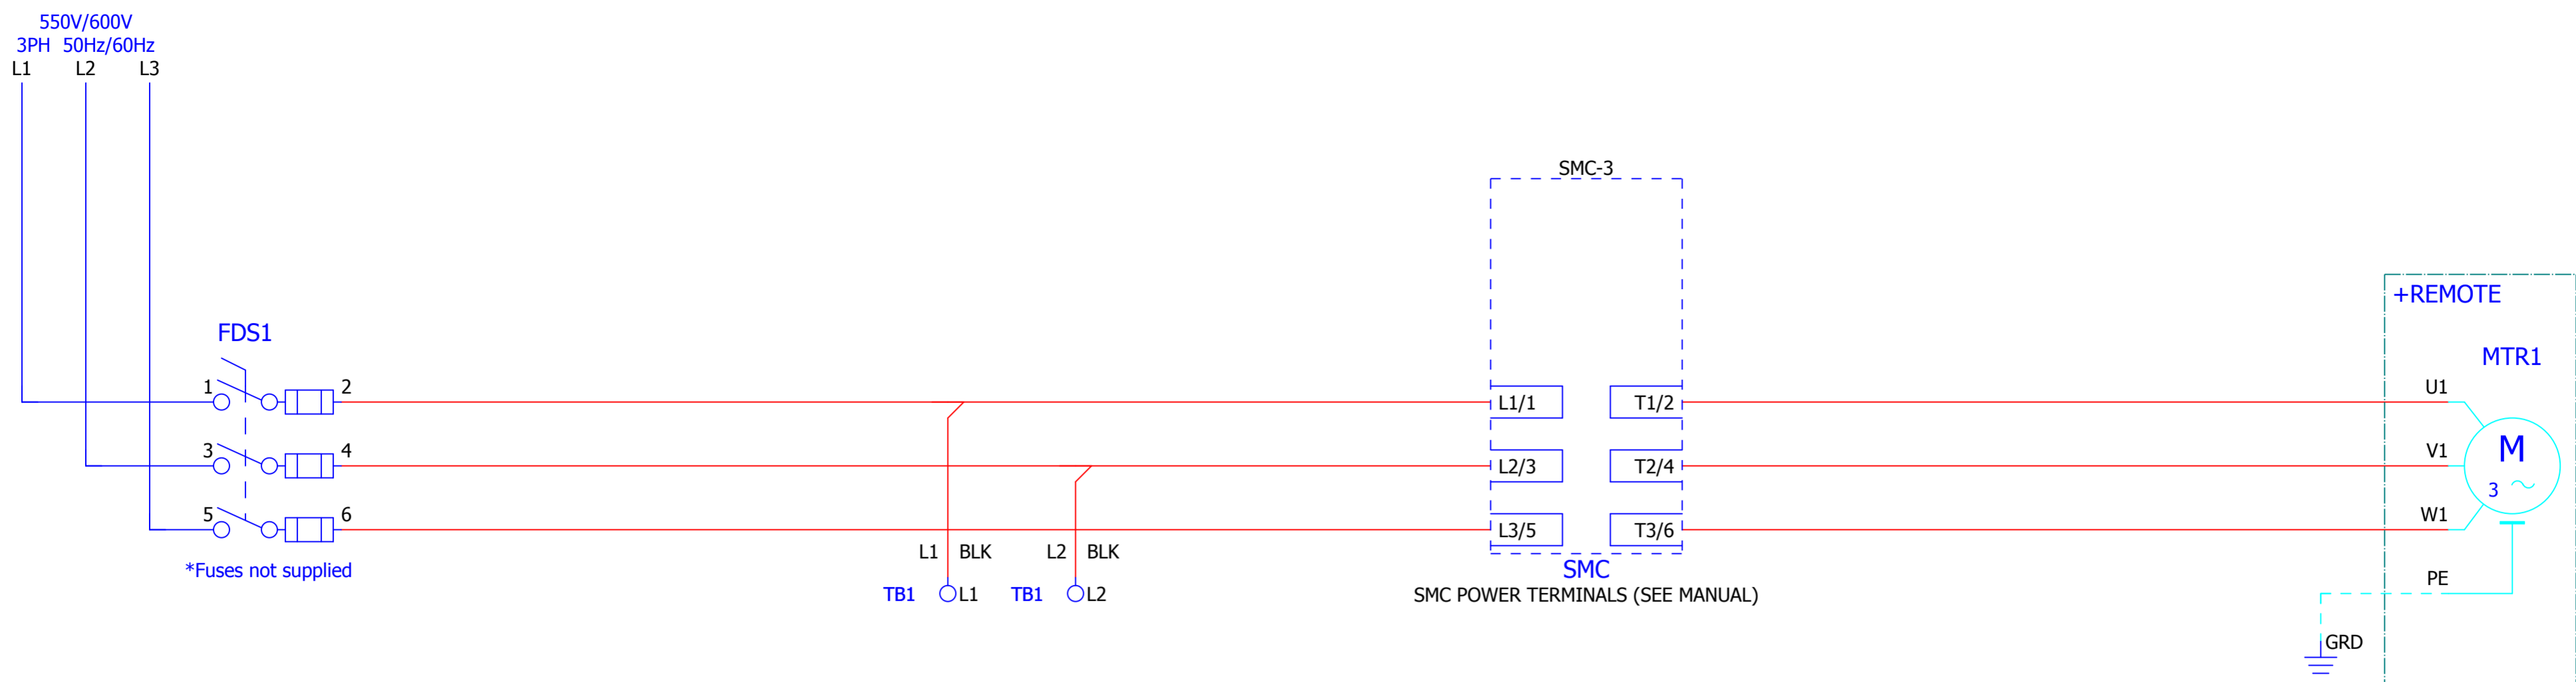 550V/600V
3PH 50Hz/60Hz
L1 L2 L3
SMC-3
+REMOTE
FDS1
MTR1
1 2
L1/1 T1/2
U1
3 4
L2/3 T2/4
V1
M
3
5 6
L3/5 T3/6
W1
L1 BLK L2 BLK
*Fuses not supplied
SMC
TB1 L1 TB1 L2
SMC POWER TERMINALS (SEE MANUAL)
PE
GRD